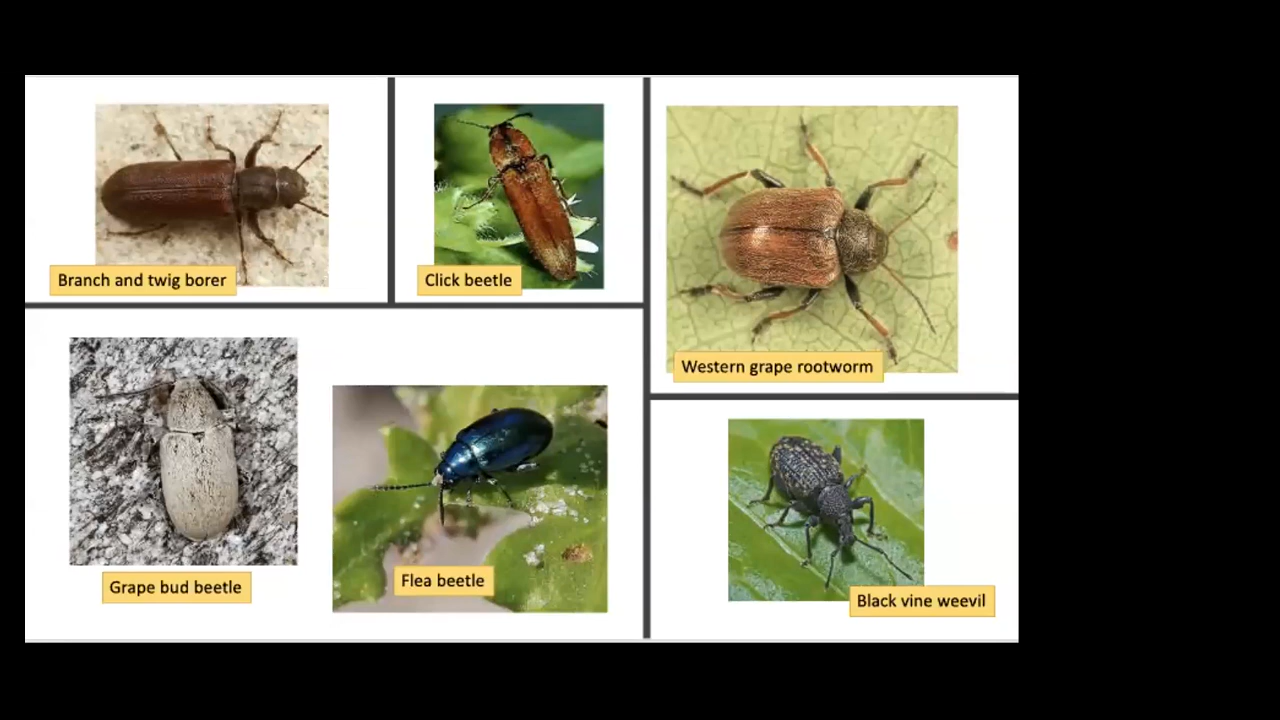 Branch and twig borer
Click beetle
Western grape rootworm
Grape bud beetle
Flea beetle
Black vine weevil